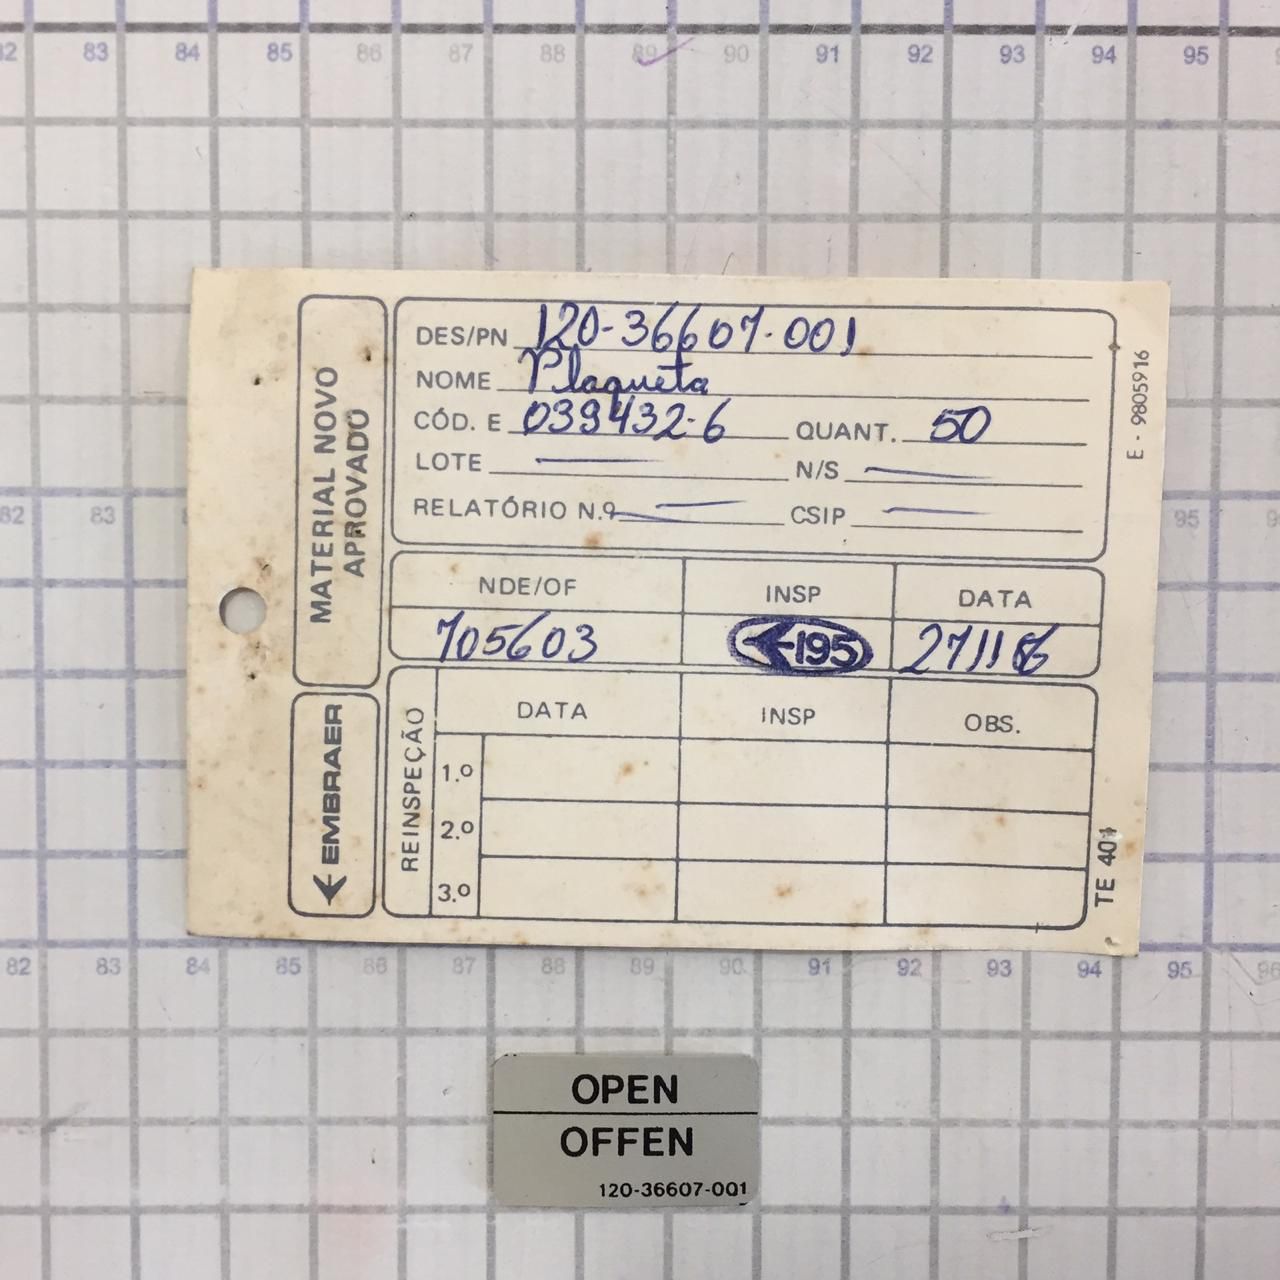 82 83 84 85 86 87 88 89 90 91 92 93 94 95
MATERIAL NOVO
APROVADO
EMBRAER
DES/PN 120-36607-001
NOME Plaqueta
CÓD. E 039432-6 QUANT. 50
LOTE — N/S —
RELATÓRIO N.º — CSIP —
E - 9805916
NDE/OF INSP DATA
705603 195
REINSPEÇÃO
DATA INSP OBS.
1.º
2.º
3.º
TE 401
82 83 95
82 83 84 85 86 87 88 89 90 91 92 93 94 95 96
OPEN
OFFEN
120-36607-001